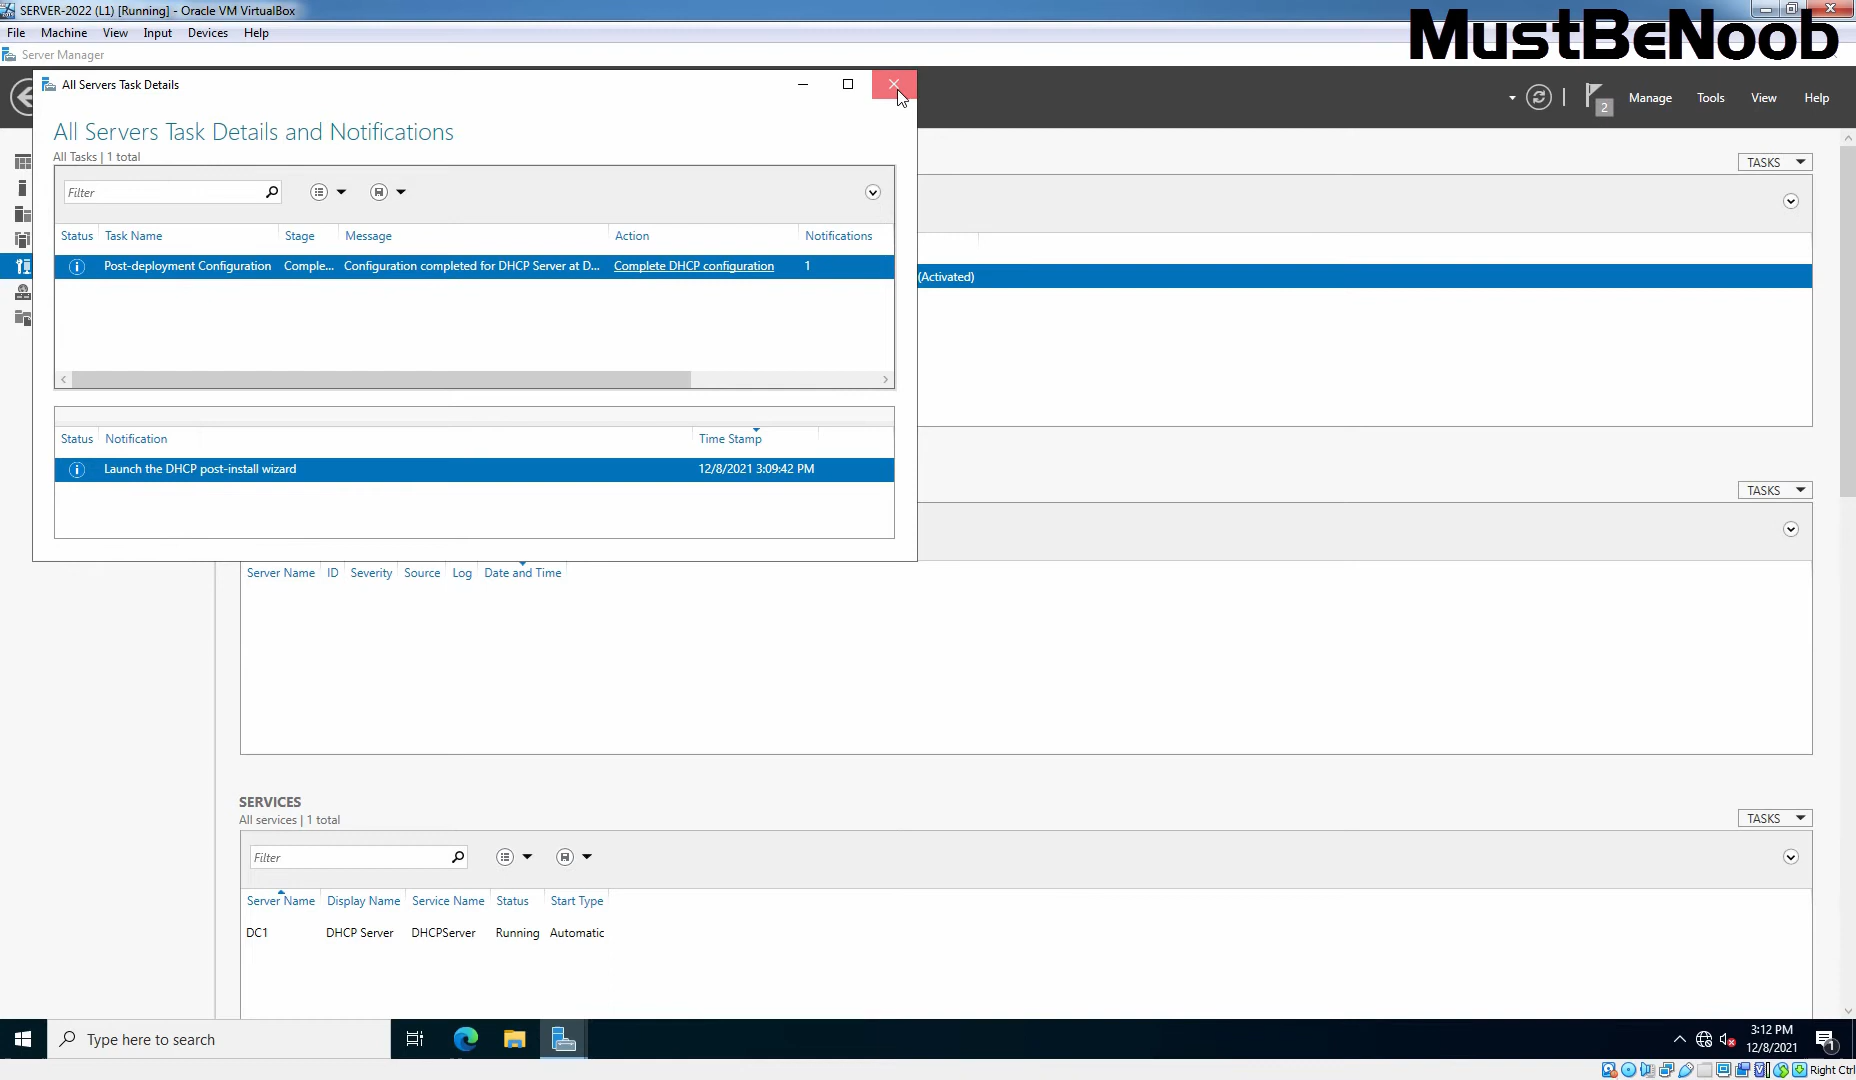 SERVER-2022 (L1) [Running] - Oracle VM VirtualBox
File Machine View Input Devices Help
MustBeNoob
Server Manager
All Servers Task Details
2 Manage Tools View Help
All Servers Task Details and Notifications
All Tasks | 1 total
TASKS
Filter
Status Task Name Stage Message Action Notifications
Post-deployment Configuration Comple... Configuration completed for DHCP Server at D... Complete DHCP configuration 1
(Activated)
Status Notification Time Stamp
Launch the DHCP post-install wizard 12/8/2021 3:09:42 PM
TASKS
Server Name ID Severity Source Log Date and Time
SERVICES
All services | 1 total
TASKS
Filter
Server Name Display Name Service Name Status Start Type
DC1 DHCP Server DHCPServer Running Automatic
Type here to search
3:12 PM
12/8/2021
1
Right Ctrl